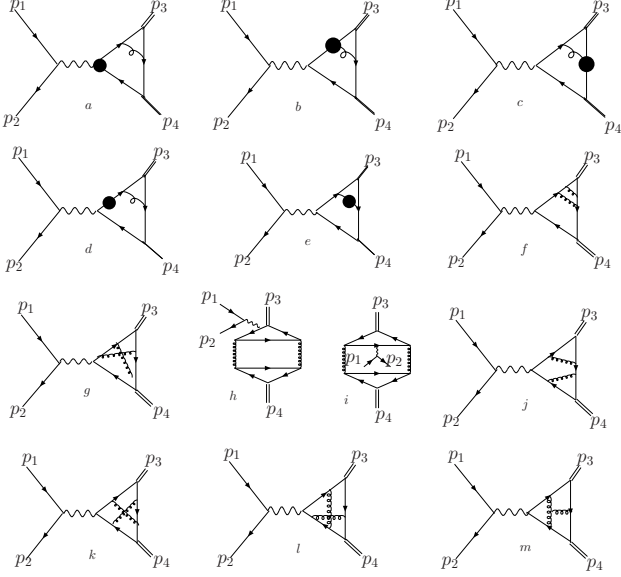 p1 p3 p1 p3 p1 p3
a b c
p2 p4 p2 p4 p2 p4
p1 p3 p1 p3 p1 p3
d e f
p2 p4 p2 p4 p2 p4
p1 p3 p1 p3 p3 p1 p3
p2 p1 p2
g h i j
p2 p4 p4 p4 p2 p4
p1 p3 p1 p3 p1 p3
k l m
p2 p4 p2 p4 p2 p4